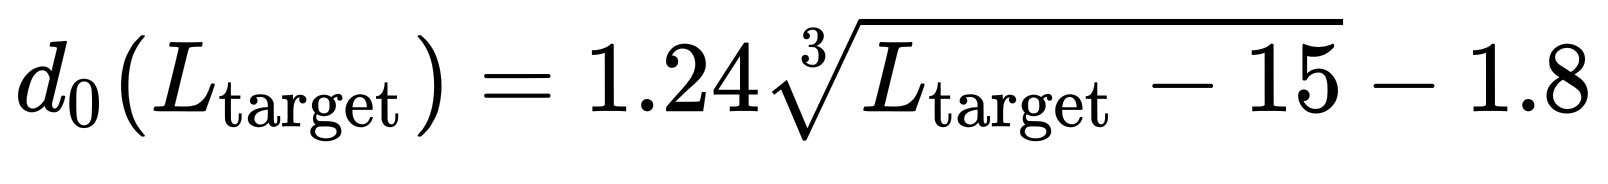 d₀(L_target) = 1.24∛(L_target − 15) − 1.8